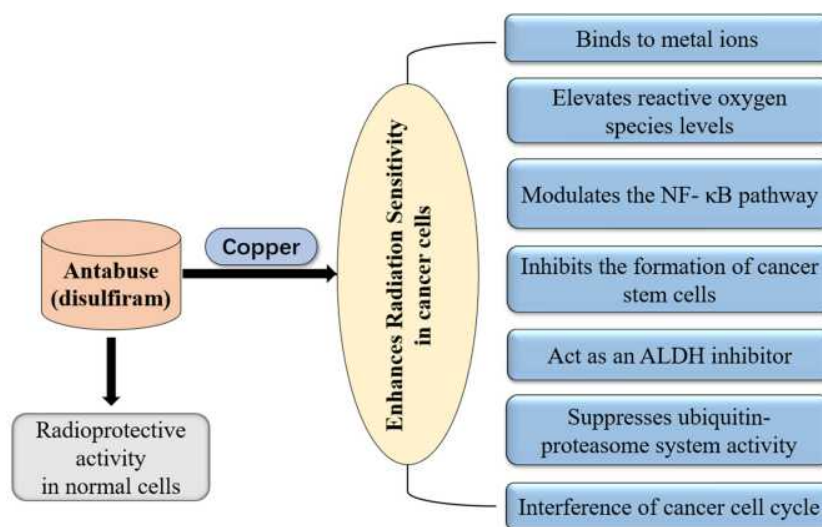 Antabuse
(disulfiram)
Copper
Radioprotective
activity
in normal cells
Enhances Radiation Sensitivity
in cancer cells
Binds to metal ions
Elevates reactive oxygen
species levels
Modulates the NF- κB pathway
Inhibits the formation of cancer
stem cells
Act as an ALDH inhibitor
Suppresses ubiquitin-
proteasome system activity
Interference of cancer cell cycle